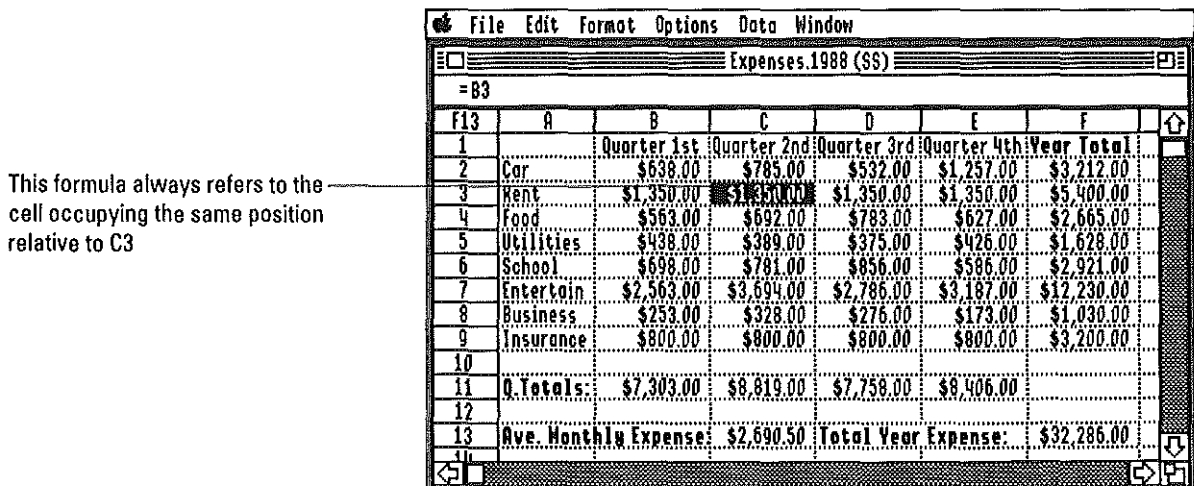 This formula always refers to the
cell occupying the same position
relative to C3
File Edit Format Options Data Window
Expenses.1988 (SS)
=B3
F13 A B C D E F
1 Quarter 1st Quarter 2nd Quarter 3rd Quarter 4th Year Total
2 Car $638.00 $785.00 $532.00 $1,257.00 $3,212.00
3 Rent $1,350.00 $1,350.00 $1,350.00 $1,350.00 $5,400.00
4 Food $563.00 $692.00 $783.00 $627.00 $2,665.00
5 Utilities $438.00 $389.00 $375.00 $426.00 $1,628.00
6 School $698.00 $781.00 $856.00 $586.00 $2,921.00
7 Entertain $2,563.00 $3,694.00 $2,786.00 $3,187.00 $12,230.00
8 Business $253.00 $328.00 $276.00 $173.00 $1,030.00
9 Insurance $800.00 $800.00 $800.00 $800.00 $3,200.00
10
11 Q.Totals: $7,303.00 $8,819.00 $7,758.00 $8,406.00
12
13 Ave. Monthly Expense: $2,690.50 Total Year Expense: $32,286.00